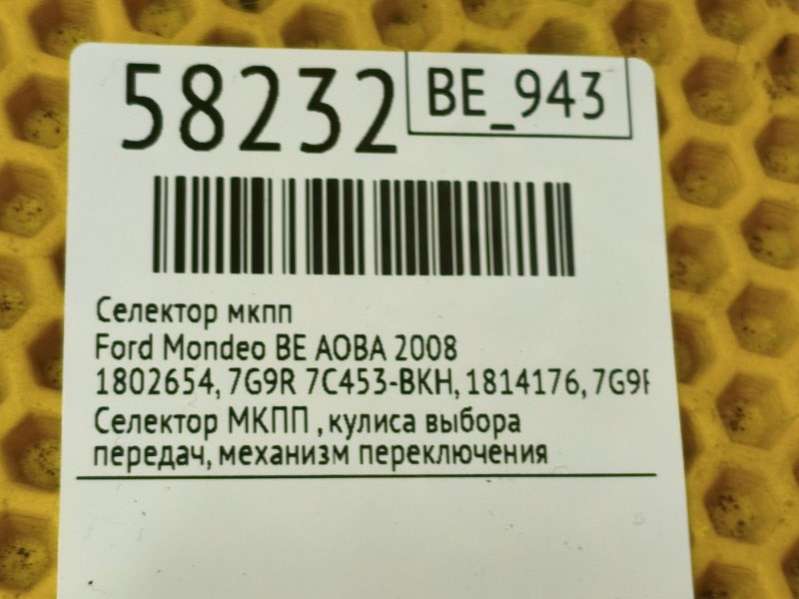 58232
BE_943
Селектор мкпп
Ford Mondeo BE AOBA 2008
1802654, 7G9R 7C453-BKH, 1814176,
Селектор МКПП , кулиса выбора
передач, механизм переключения